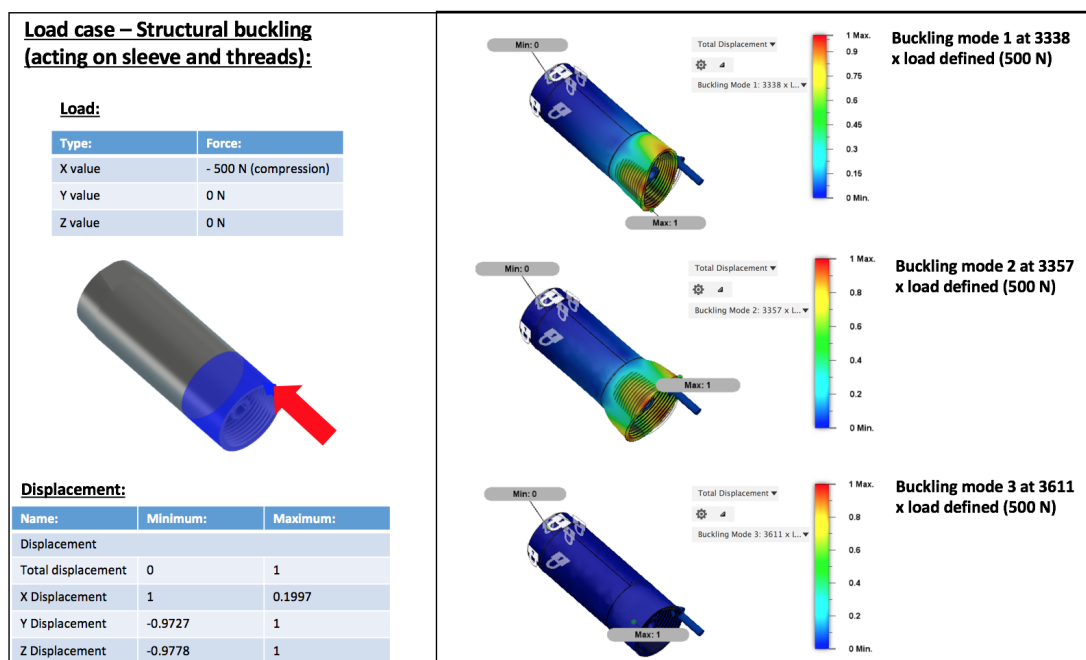 Load case – Structural buckling
(acting on sleeve and threads):
Load:
Type: Force:
X value - 500 N (compression)
Y value 0 N
Z value 0 N
Displacement:
Name: Minimum: Maximum:
Displacement
Total displacement 0 1
X Displacement 1 0.1997
Y Displacement -0.9727 1
Z Displacement -0.9778 1
Min: 0
Total Displacement
Buckling Mode 1: 3338 x L...
Max: 1
1 Max.
0.9
0.75
0.6
0.45
0.3
0.15
0 Min.
Buckling mode 1 at 3338
x load defined (500 N)
Min: 0
Total Displacement
Buckling Mode 2: 3357 x L...
Max: 1
1 Max.
0.8
0.6
0.4
0.2
0 Min.
Buckling mode 2 at 3357
x load defined (500 N)
Min: 0
Total Displacement
Buckling Mode 3: 3611 x L...
Max: 1
1 Max.
0.8
0.6
0.4
0.2
0 Min.
Buckling mode 3 at 3611
x load defined (500 N)